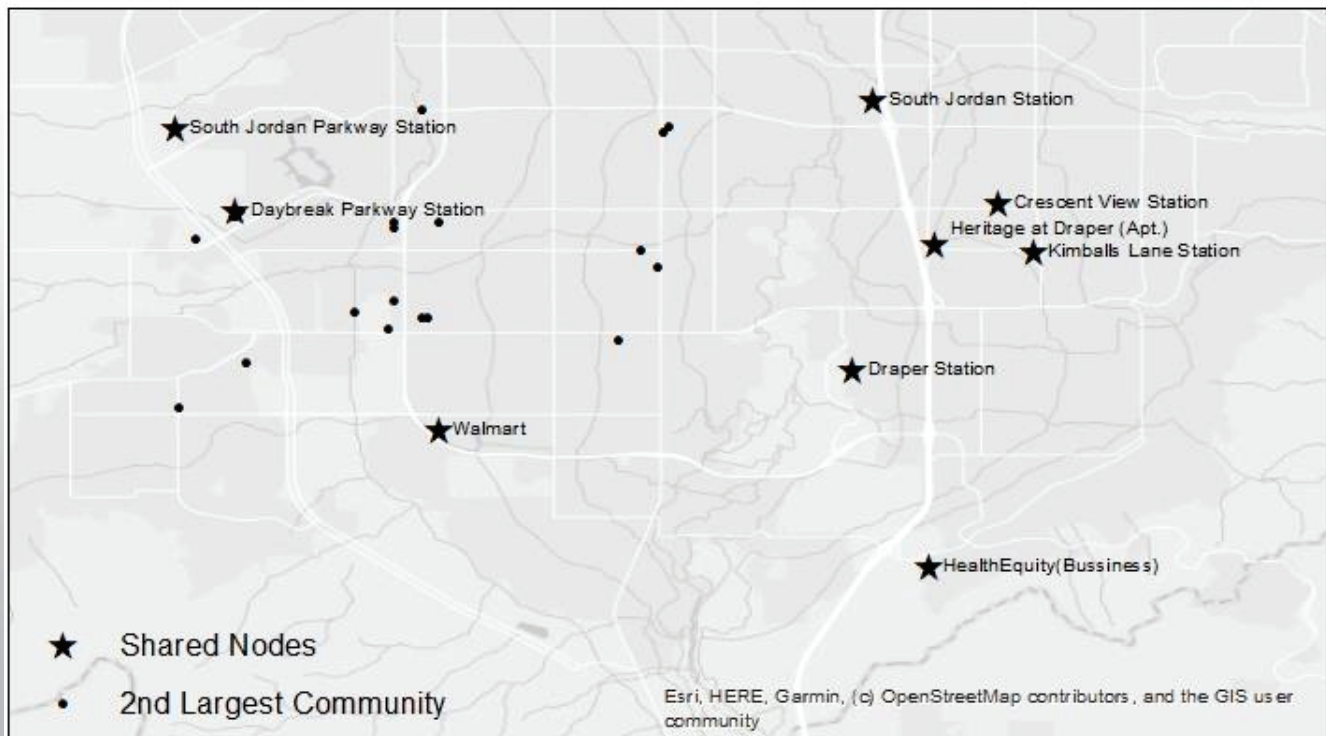 South Jordan Station
South Jordan Parkway Station
Crescent View Station
Daybreak Parkway Station
Heritage at Draper (Apt.)
Kimballs Lane Station
Draper Station
Walmart
HealthEquity(Bussiness)
Shared Nodes
2nd Largest Community
Esri, HERE, Garmin, (c) OpenStreetMap contributors, and the GIS user
community